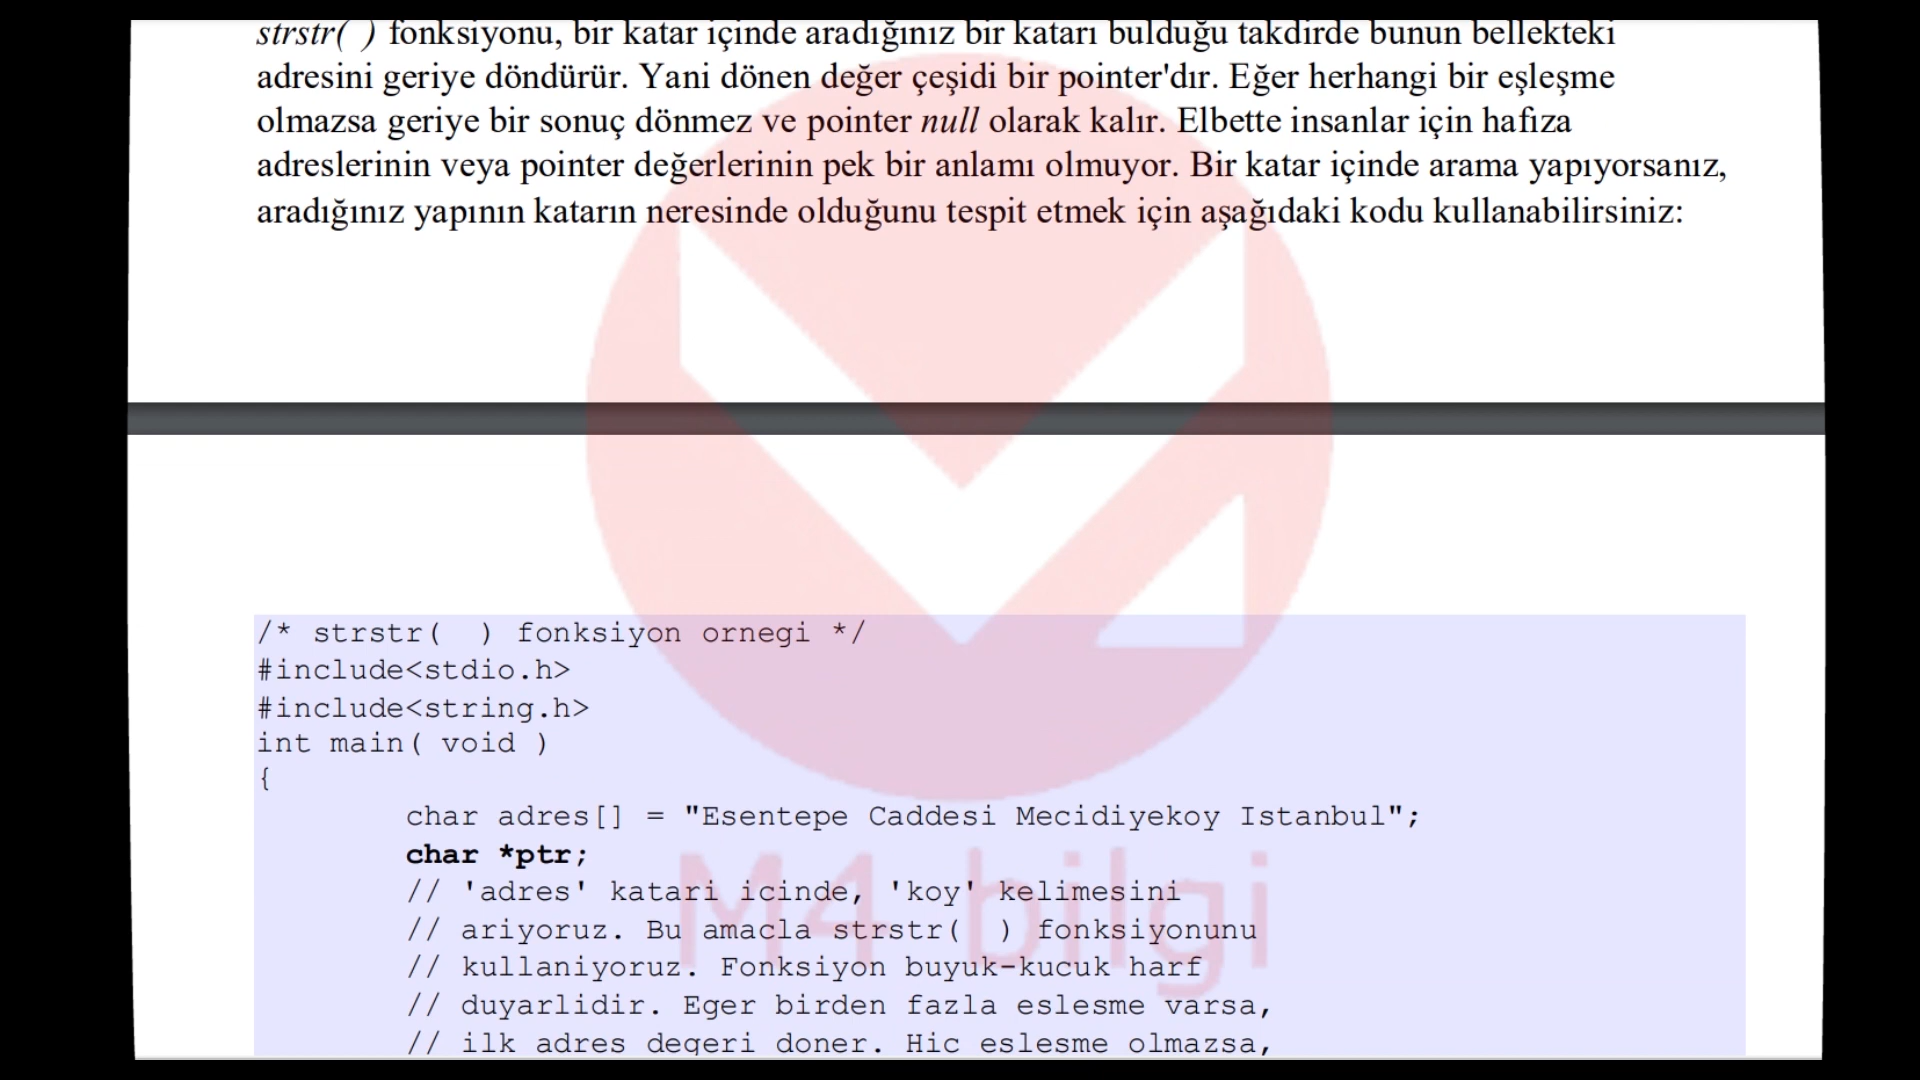 strstr( ) fonksiyonu, bir katar içinde aradığınız bir katarı bulduğu takdirde bunun bellekteki
adresini geriye döndürür. Yani dönen değer çeşidi bir pointer'dır. Eğer herhangi bir eşleşme
olmazsa geriye bir sonuç dönmez ve pointer null olarak kalır. Elbette insanlar için hafıza
adreslerinin veya pointer değerlerinin pek bir anlamı olmuyor. Bir katar içinde arama yapıyorsanız,
aradığınız yapının katarın neresinde olduğunu tespit etmek için aşağıdaki kodu kullanabilirsiniz:
/* strstr(  ) fonksiyon ornegi */
#include<stdio.h>
#include<string.h>
int main( void )
{
char adres[] = "Esentepe Caddesi Mecidiyekoy Istanbul";
char *ptr;
// 'adres' katari icinde, 'koy' kelimesini
// ariyoruz. Bu amacla strstr(  ) fonksiyonunu
// kullaniyoruz. Fonksiyon buyuk-kucuk harf
// duyarlidir. Eger birden fazla eslesme varsa,
// ilk adres degeri doner. Hic eslesme olmazsa,
M4 bilgi